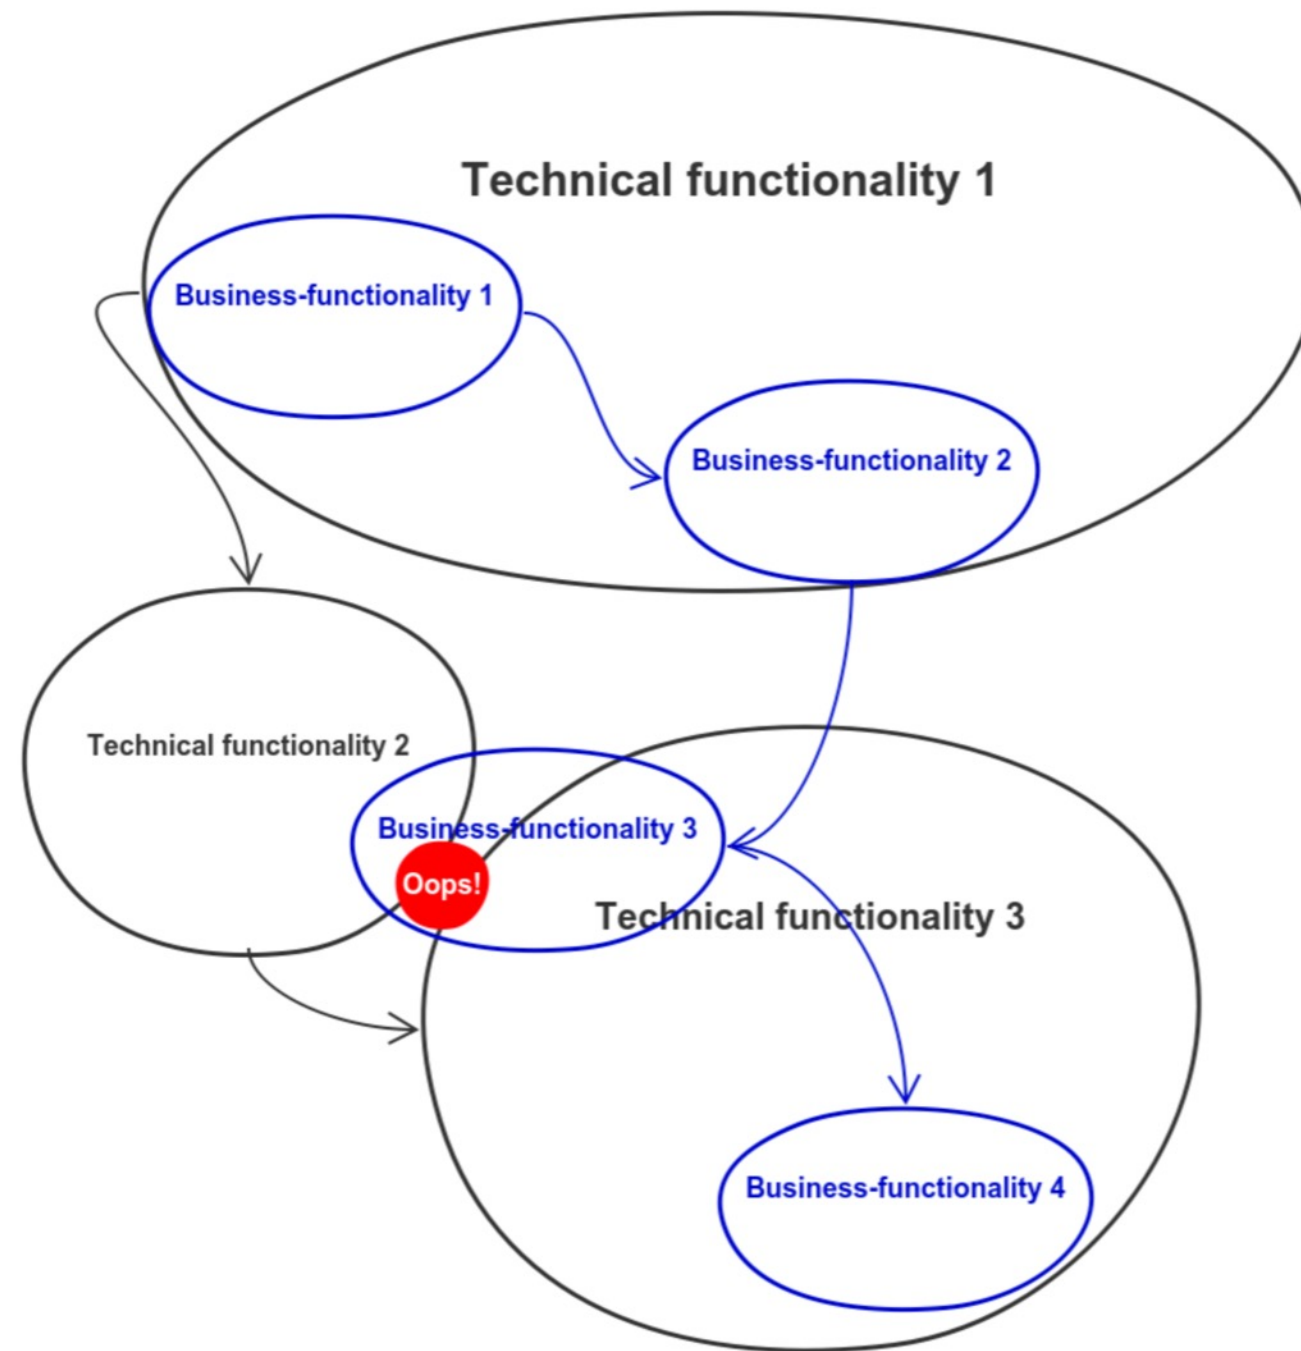 Technical functionality 1
Business-functionality 1
Business-functionality 2
Technical functionality 2
Business-functionality 3
Oops!
Technical functionality 3
Business-functionality 4